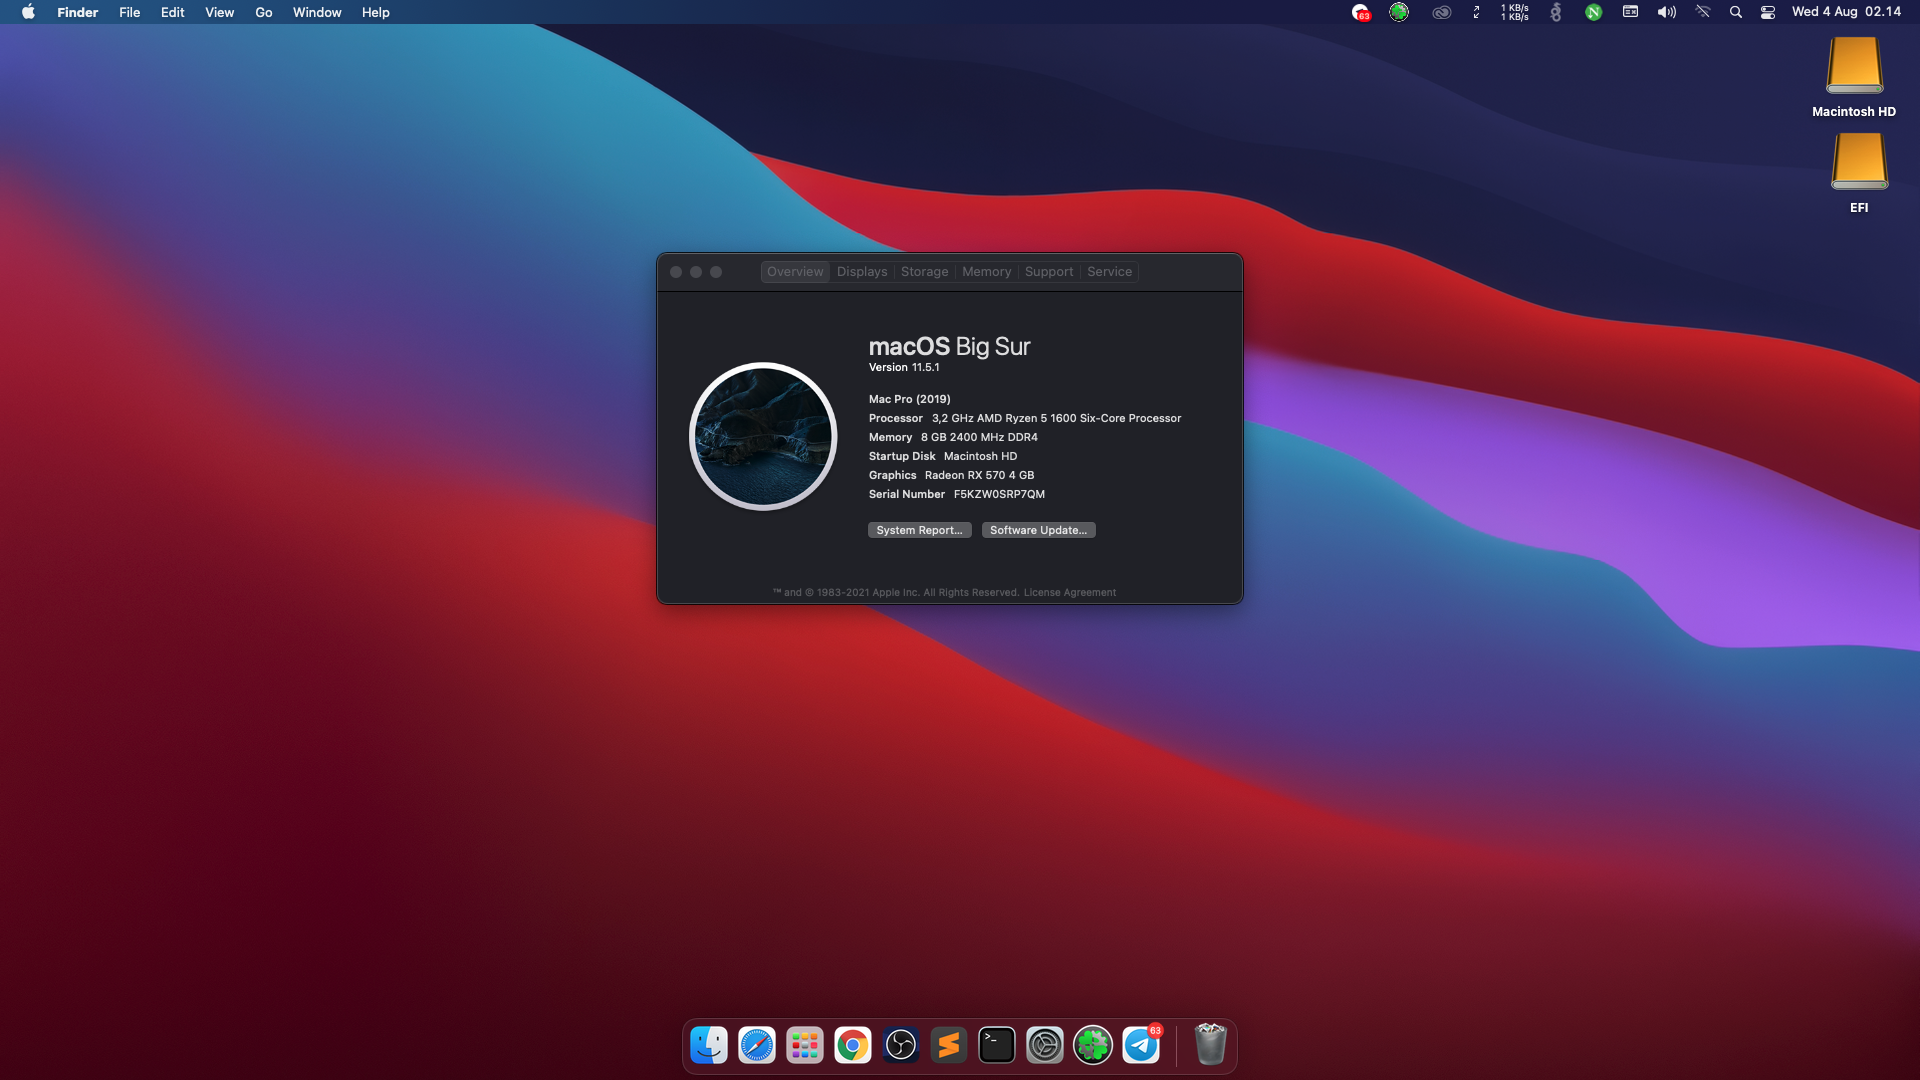 Finder File Edit View Go Window Help
63
1 KB/s
1 KB/s
N
Wed 4 Aug 02.14
Macintosh HD
EFI
Overview Displays Storage Memory Support Service
macOS Big Sur
Version 11.5.1
Mac Pro (2019)
Processor 3,2 GHz AMD Ryzen 5 1600 Six-Core Processor
Memory 8 GB 2400 MHz DDR4
Startup Disk Macintosh HD
Graphics Radeon RX 570 4 GB
Serial Number F5KZW0SRP7QM
System Report...
Software Update...
™ and © 1983-2021 Apple Inc. All Rights Reserved. License Agreement
>_
63